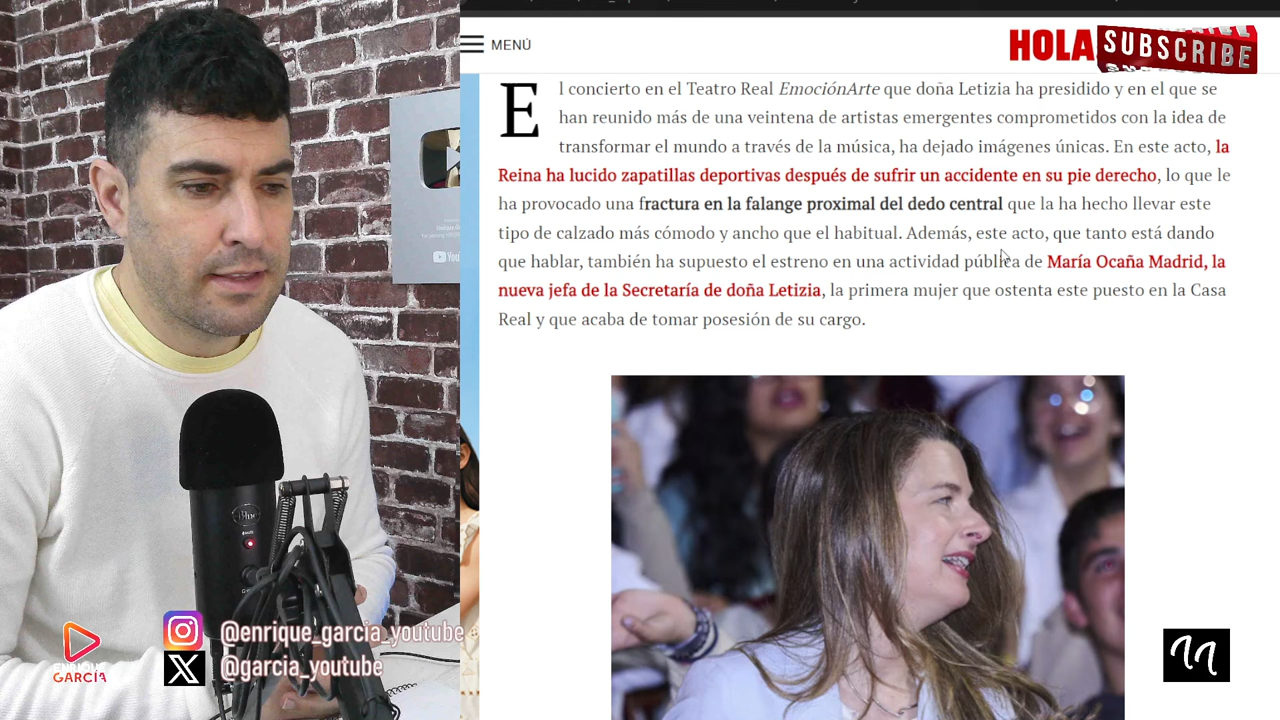 MENÚ
HOLA
SUBSCRIBE
El concierto en el Teatro Real EmociónArte que doña Letizia ha presidido y en el que se
han reunido más de una veintena de artistas emergentes comprometidos con la idea de
transformar el mundo a través de la música, ha dejado imágenes únicas. En este acto, la
Reina ha lucido zapatillas deportivas después de sufrir un accidente en su pie derecho, lo que le
ha provocado una fractura en la falange proximal del dedo central que la ha hecho llevar este
tipo de calzado más cómodo y ancho que el habitual. Además, este acto, que tanto está dando
que hablar, también ha supuesto el estreno en una actividad pública de María Ocaña Madrid, la
nueva jefa de la Secretaría de doña Letizia, la primera mujer que ostenta este puesto en la Casa
Real y que acaba de tomar posesión de su cargo.
Blue
@enrique_garcia_youtube
@garcia_youtube
ENRIQUE
GARCÍA